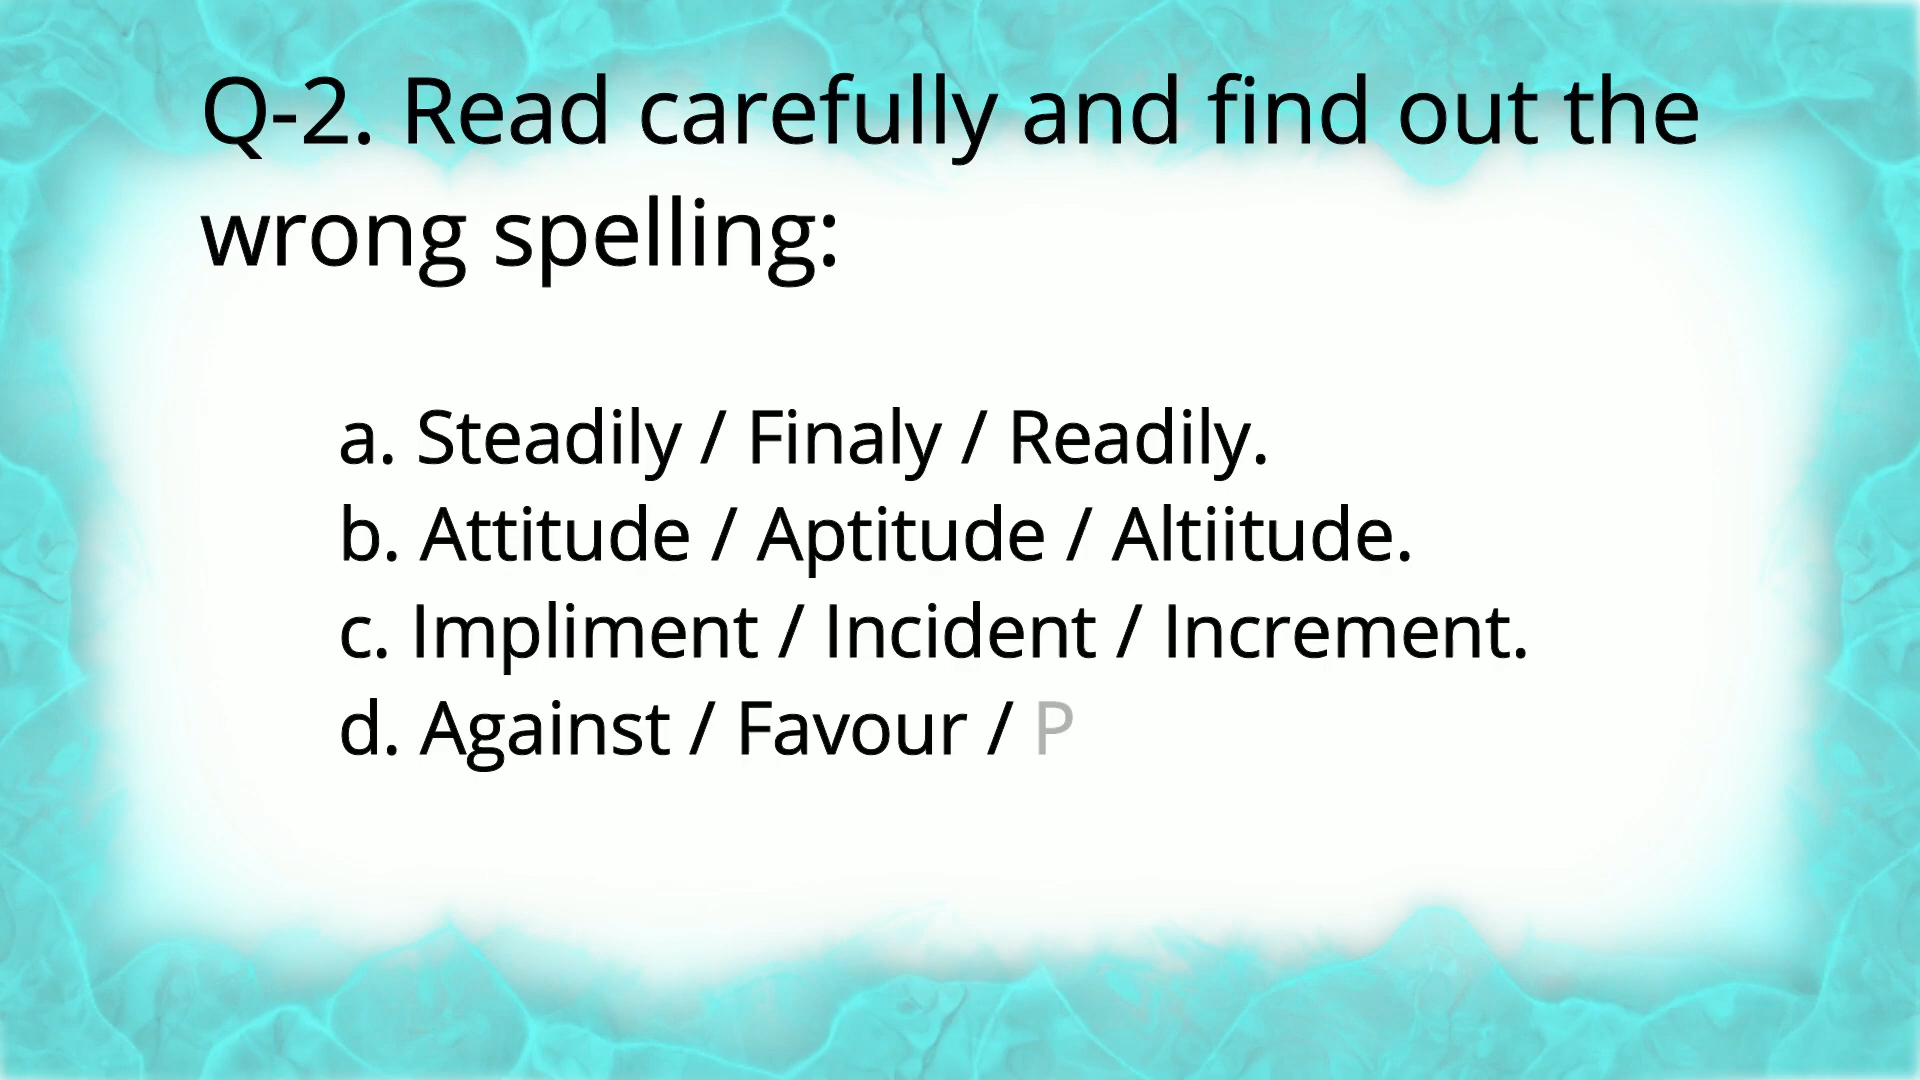 Q-2. Read carefully and find out the
wrong spelling:
a. Steadily / Finaly / Readily.
b. Attitude / Aptitude / Altiitude.
c. Impliment / Incident / Increment.
d. Against / Favour / P